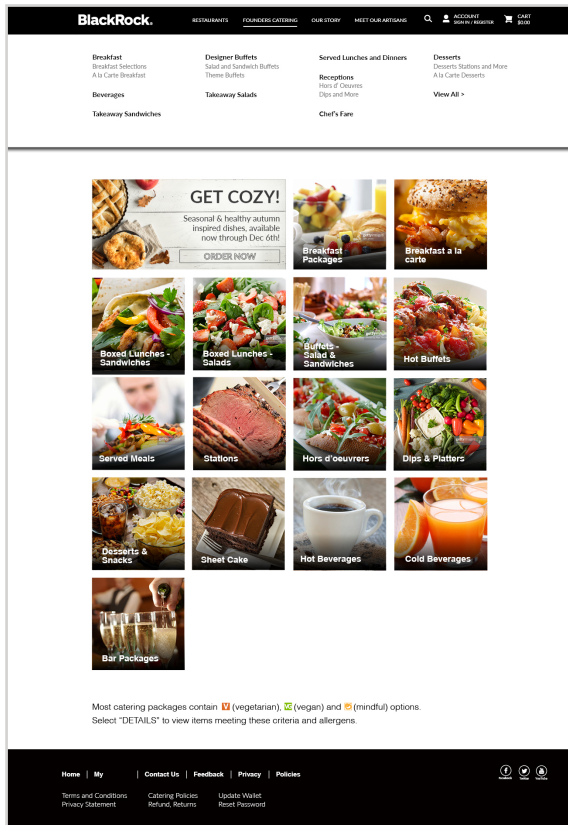 BlackRock.
RESTAURANTS
FOUNDERS CATERING
OUR STORY
MEET OUR ARTISANS
ACCOUNT
SIGN IN / REGISTER
CART
$0.00
Breakfast
Breakfast Selections
A la Carte Breakfast
Beverages
Takeaway Sandwiches
Designer Buffets
Salad and Sandwich Buffets
Theme Buffets
Takeaway Salads
Served Lunches and Dinners
Receptions
Hors d' Oeuvres
Dips and More
Chef's Fare
Desserts
Desserts Stations and More
A la Carte Desserts
View All >
GET COZY!
Seasonal & healthy autumn
inspired dishes, available
now through Dec 6th!
ORDER NOW
Breakfast
Packages
Breakfast a la
carte
Boxed Lunches -
Sandwiches
Boxed Lunches -
Salads
Buffets -
Salad &
Sandwiches
Hot Buffets
Served Meals
Stations
Hors d'oeuvrers
Dips & Platters
Desserts &
Snacks
Sheet Cake
Hot Beverages
Cold Beverages
Bar Packages
Most catering packages contain V (vegetarian), VG (vegan) and (mindful) options.
Select "DETAILS" to view items meeting these criteria and allergens.
Home | My | Contact Us | Feedback | Privacy | Policies
Terms and Conditions
Privacy Statement
Catering Policies
Refund, Returns
Update Wallet
Reset Password
Facebook
Twitter
YouTube